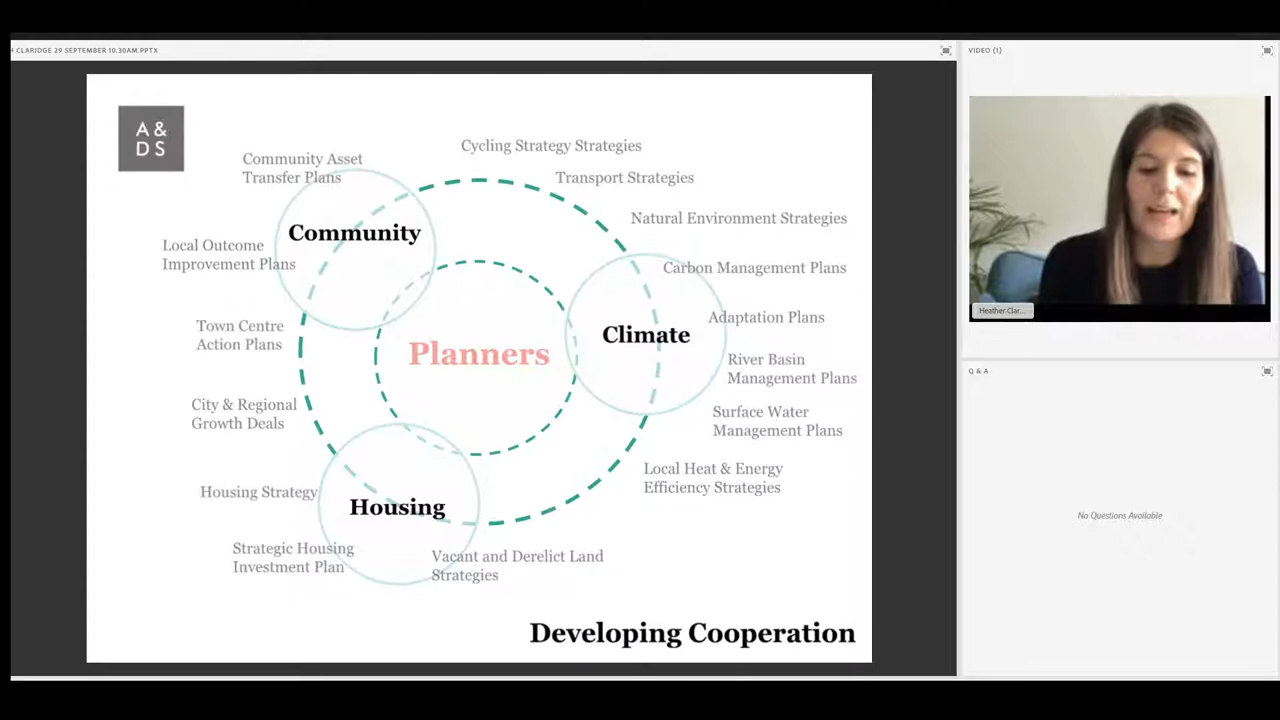 H CLARIDGE 29 SEPTEMBER 10.30AM.PPTX
VIDEO (1)
A &
D S
Community Asset
Transfer Plans
Cycling Strategy Strategies
Transport Strategies
Natural Environment Strategies
Community
Local Outcome
Improvement Plans
Carbon Management Plans
Adaptation Plans
Town Centre
Action Plans
Planners
Climate
River Basin
Management Plans
City & Regional
Growth Deals
Surface Water
Management Plans
Local Heat & Energy
Efficiency Strategies
Housing Strategy
Housing
Strategic Housing
Investment Plan
Vacant and Derelict Land
Strategies
Developing Cooperation
Heather Clar...
Q & A
No Questions Available